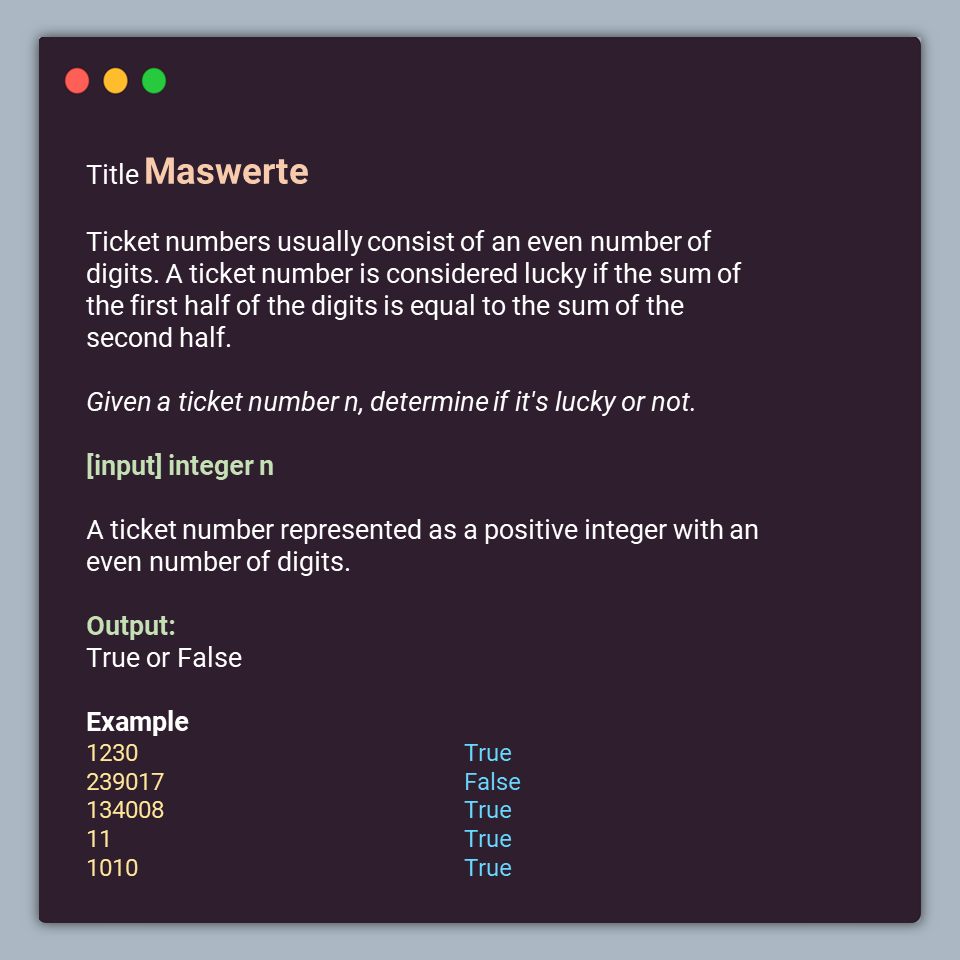 Title Maswerte
Ticket numbers usually consist of an even number of
digits. A ticket number is considered lucky if the sum of
the first half of the digits is equal to the sum of the
second half.
Given a ticket number n, determine if it's lucky or not.
[input] integer n
A ticket number represented as a positive integer with an
even number of digits.
Output:
True or False
Example
1230 True
239017 False
134008 True
11 True
1010 True